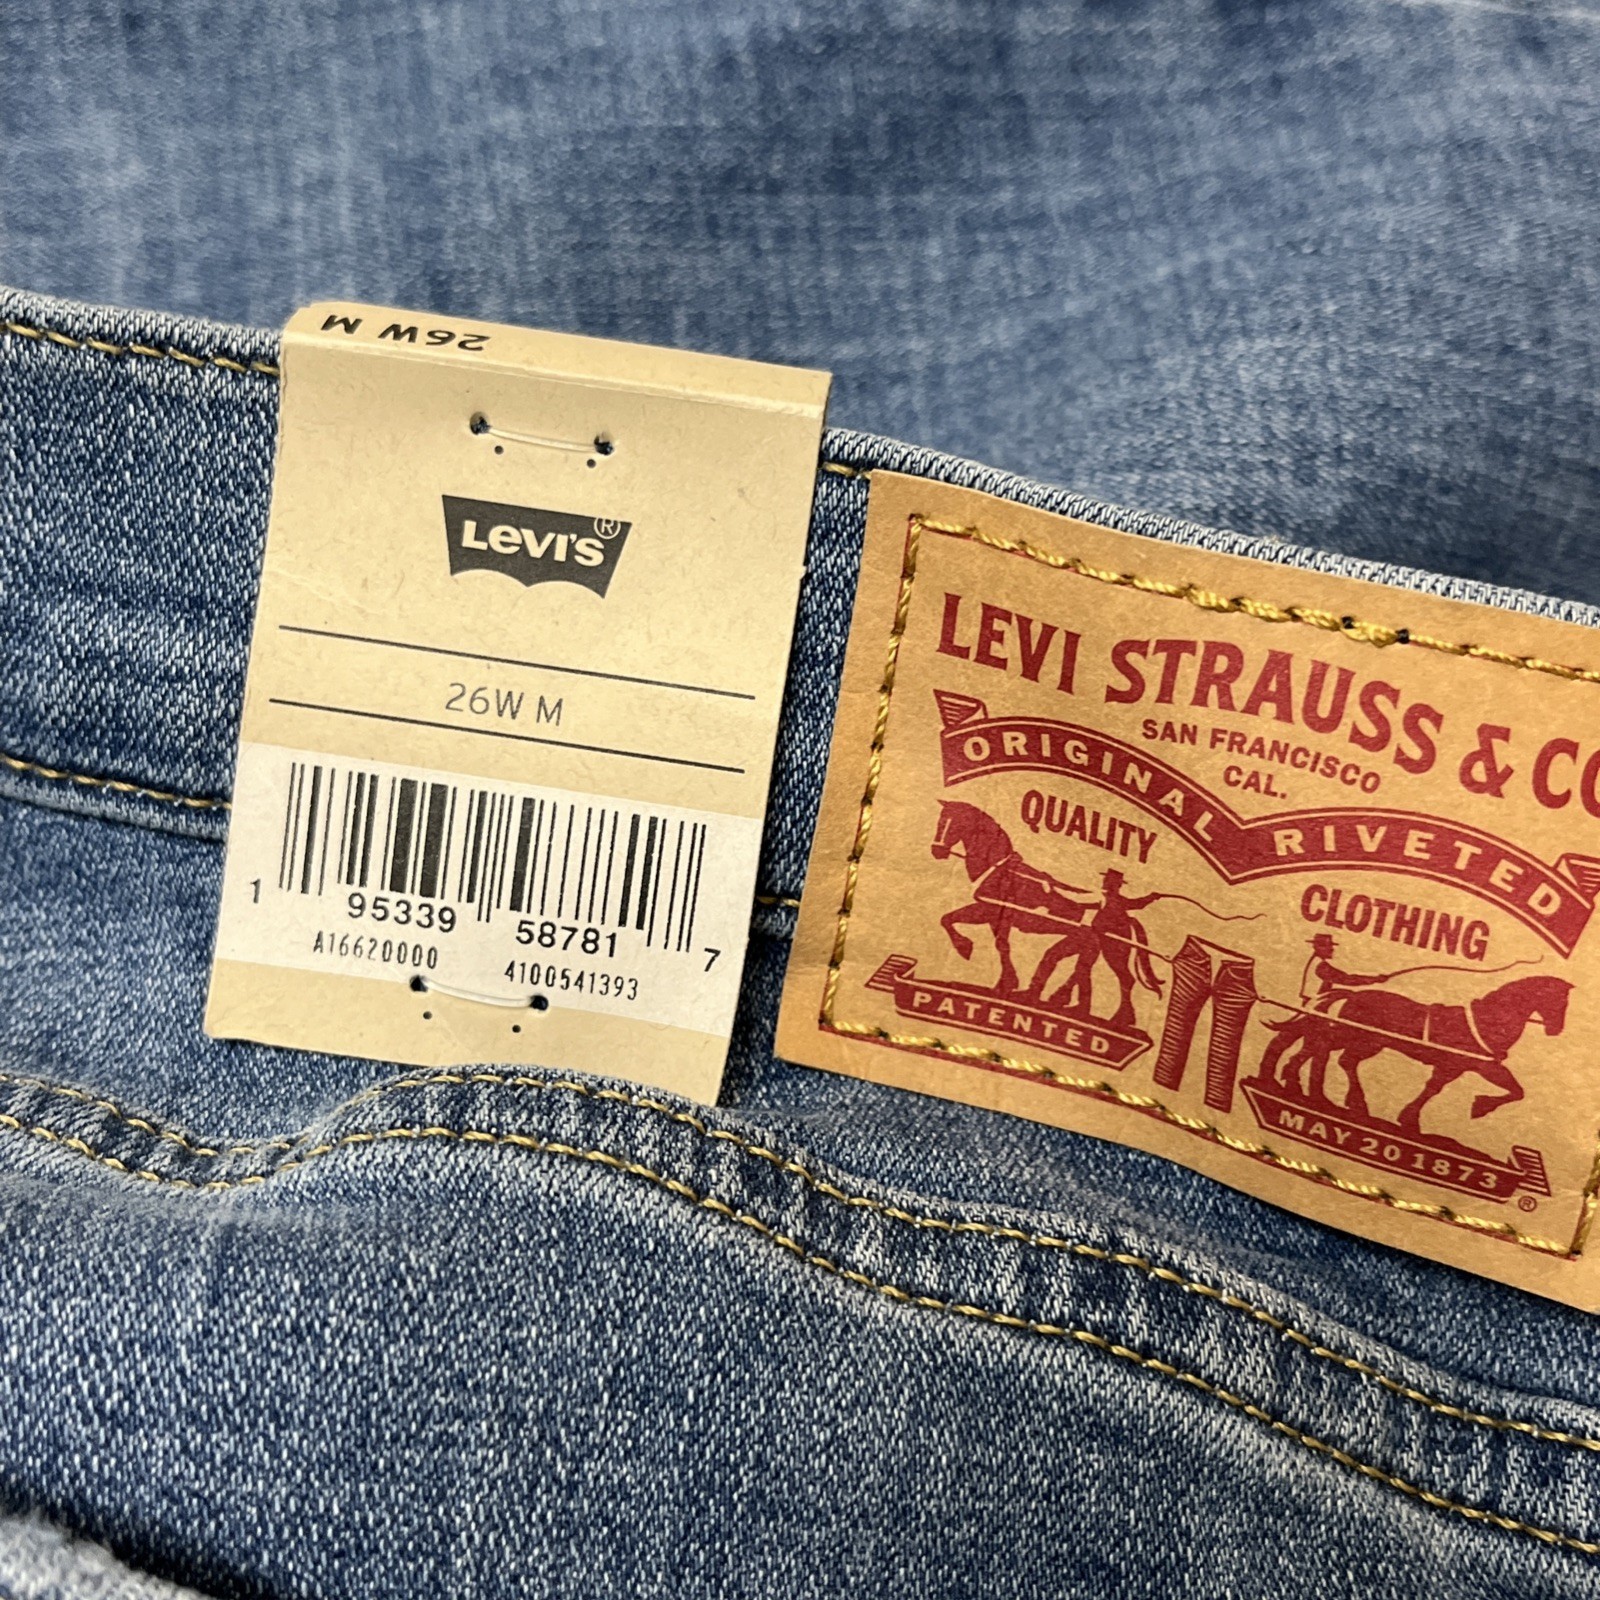 26W M
Levi's®
26W M
1 95339 58781 7
A16620000 4100541393
LEVI STRAUSS & CO
SAN FRANCISCO
CAL.
ORIGINAL RIVETED
QUALITY CLOTHING
PATENTED
MAY 20 1873
®